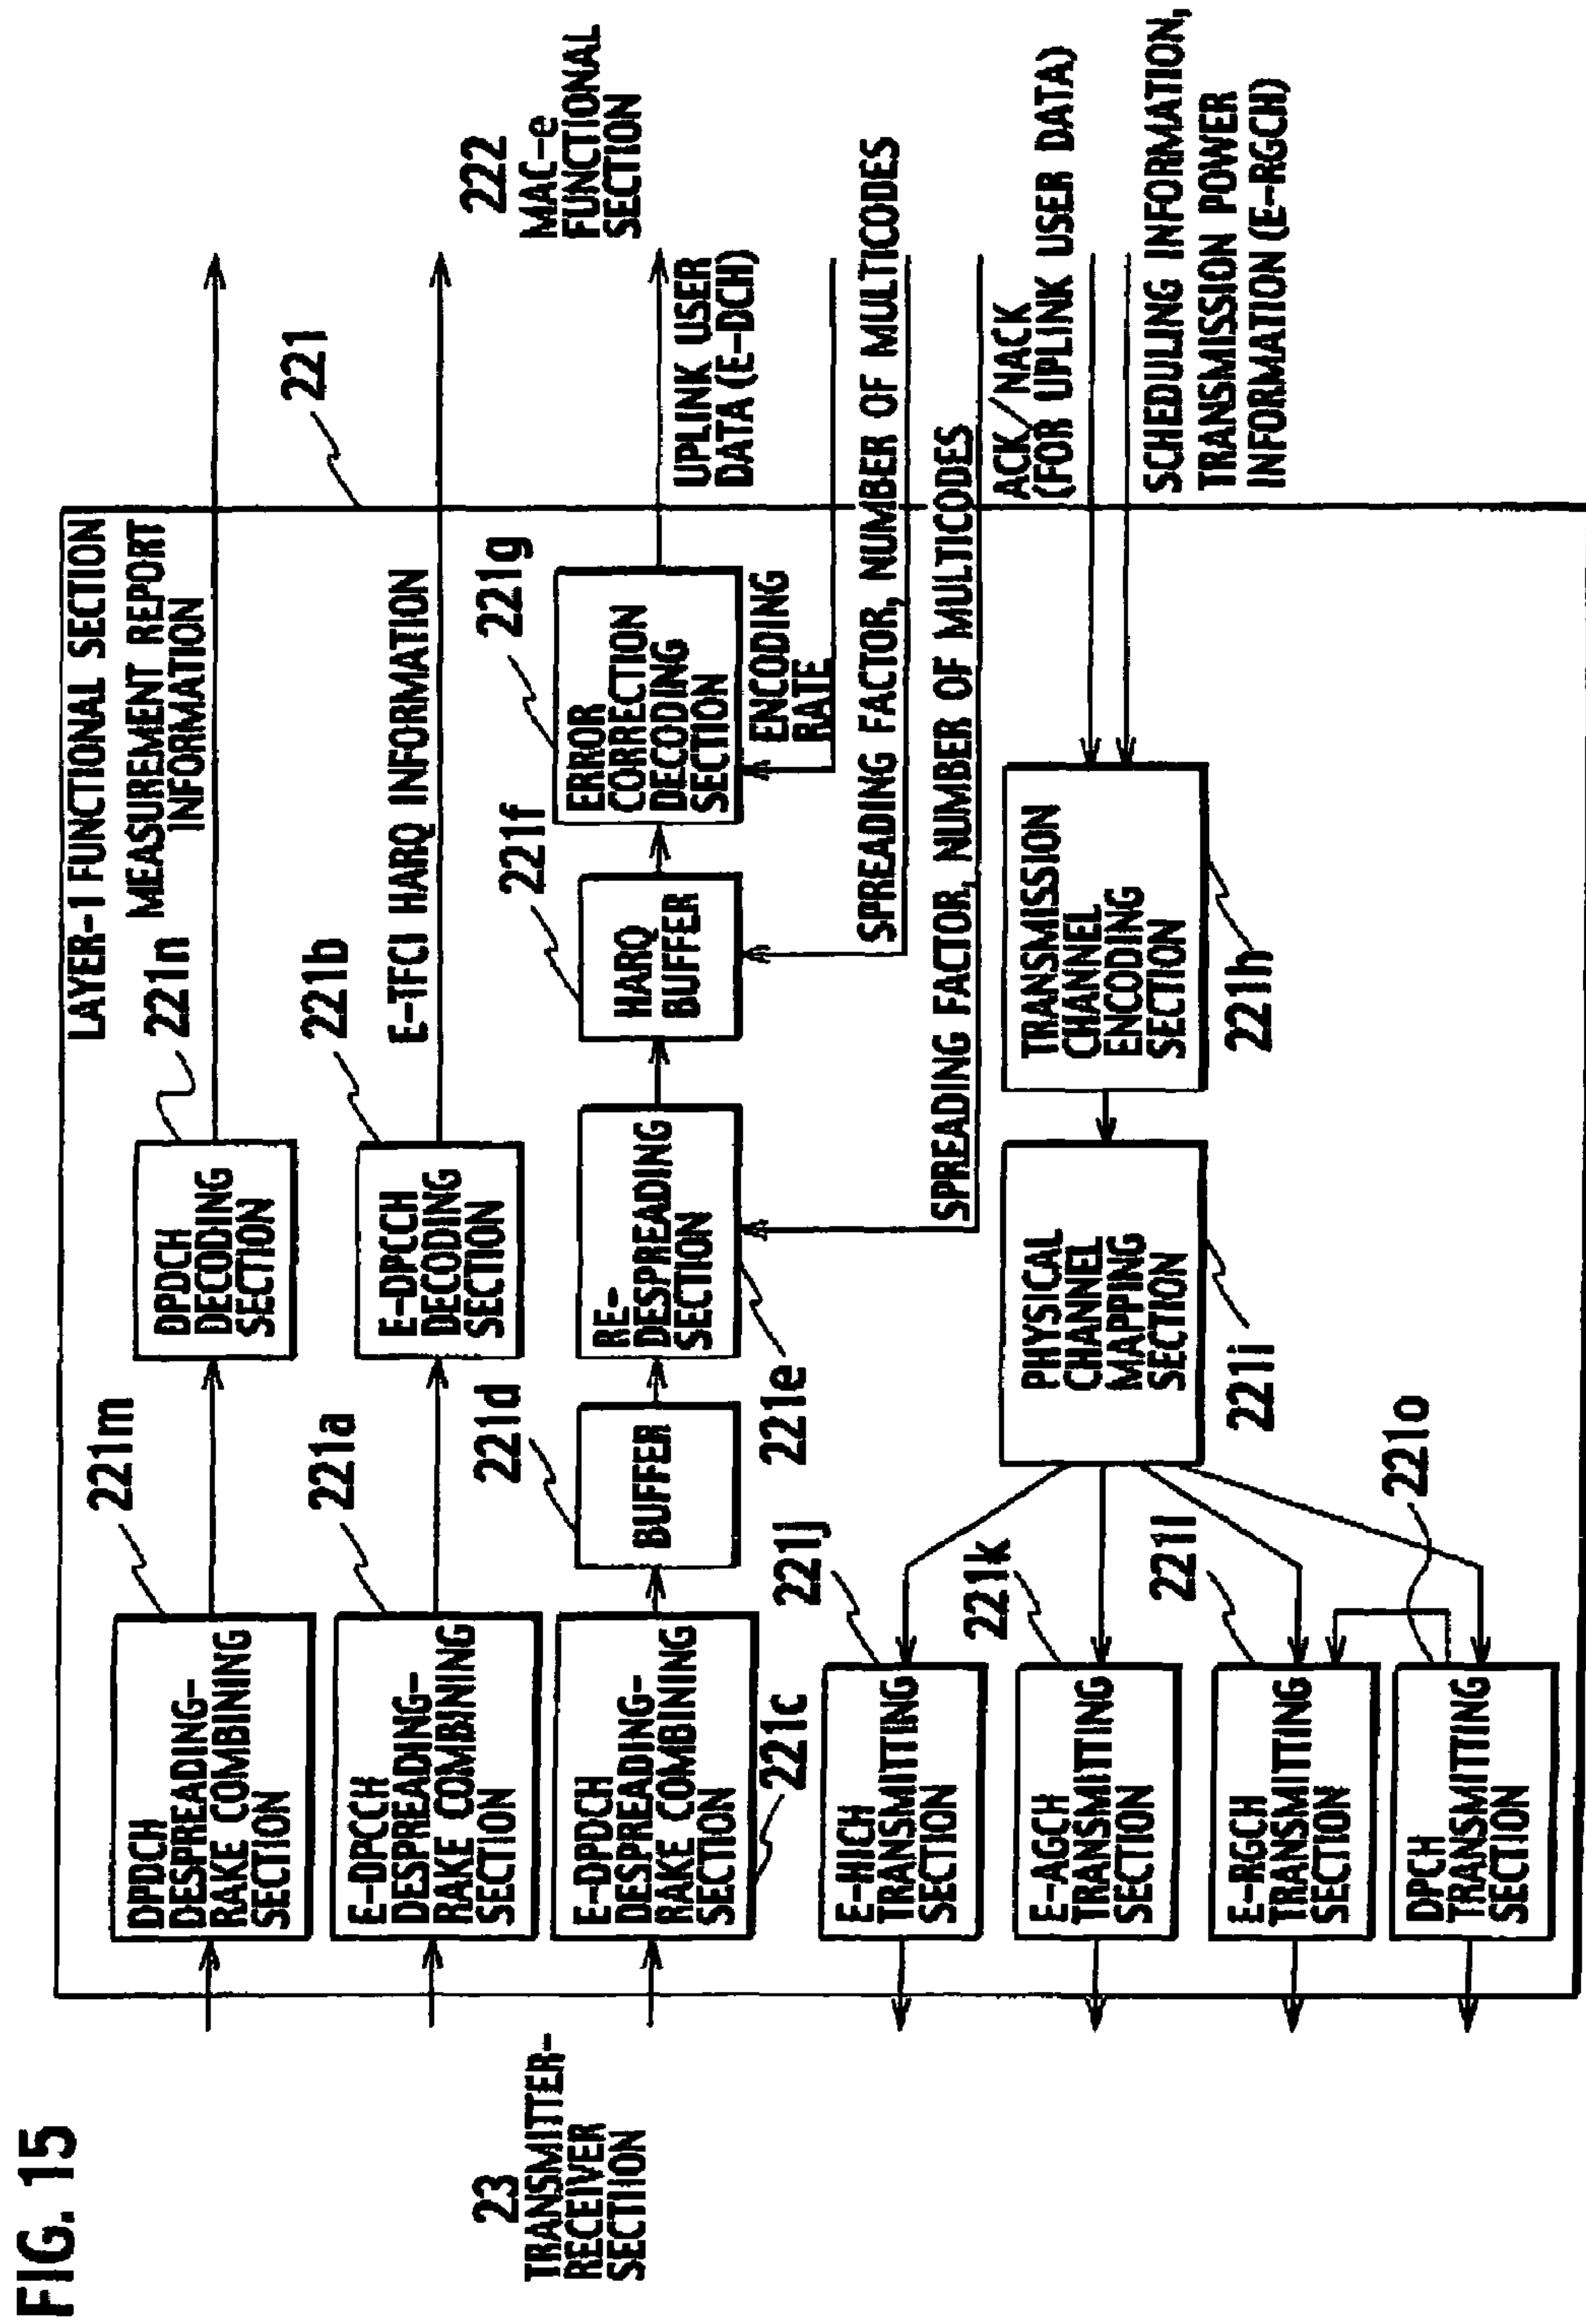 FIG. 15
LAYER-1 FUNCTIONAL SECTION
221
23
TRANSMITTER-
RECEIVER
SECTION
222
MAC-e
FUNCTIONAL
SECTION
221m
DPDCH
DESPREADING-
RAKE COMBINING
SECTION
221n
DPDCH
DECODING
SECTION
MEASUREMENT REPORT
INFORMATION
221a
E-DPCCH
DESPREADING-
RAKE COMBINING
SECTION
221b
E-DPCCH
DECODING
SECTION
E-TFCI HARQ INFORMATION
E-DPDCH
DESPREADING-
RAKE COMBINING
SECTION
221c
221d
BUFFER
RE-
DESPREADING
SECTION
221e
221f
HARQ
BUFFER
221g
ERROR
CORRECTION
DECODING
SECTION
UPLINK USER
DATA (E-DCH)
ENCODING
RATE
SPREADING FACTOR, NUMBER OF MULTICODES
SPREADING FACTOR, NUMBER OF MULTICODES
ACK/NACK
(FOR UPLINK USER DATA)
SCHEDULING INFORMATION,
TRANSMISSION POWER
INFORMATION (E-RGCH)
221j
E-HICH
TRANSMITTING
SECTION
221k
E-AGCH
TRANSMITTING
SECTION
221l
E-RGCH
TRANSMITTING
SECTION
221o
DPCH
TRANSMITTING
SECTION
PHYSICAL
CHANNEL
MAPPING
SECTION
221i
TRANSMISSION
CHANNEL
ENCODING
SECTION
221h